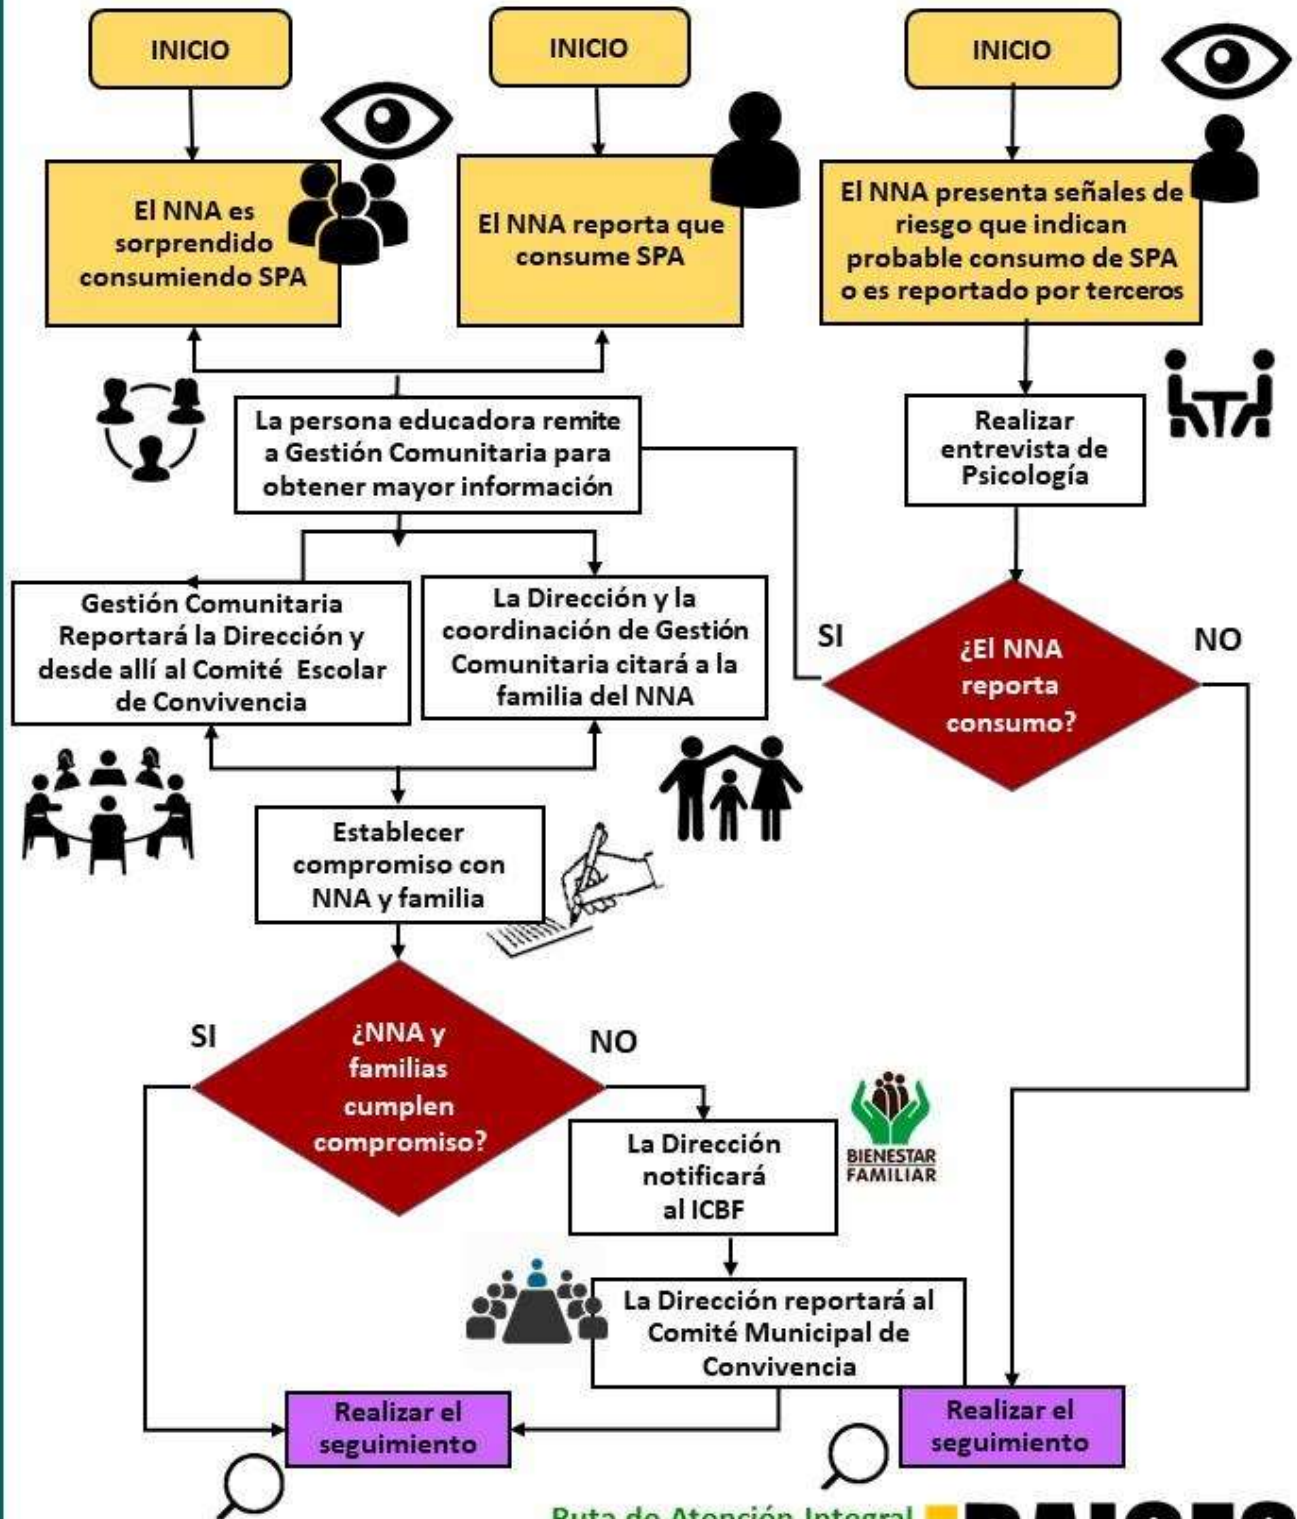 INICIO
INICIO
INICIO
El NNA es
sorprendido
consumiendo SPA
El NNA reporta que
consume SPA
El NNA presenta señales de
riesgo que indican
probable consumo de SPA
o es reportado por terceros
La persona educadora remite
a Gestión Comunitaria para
obtener mayor información
Realizar
entrevista de
Psicología
Gestión Comunitaria
Reportará la Dirección y
desde allí al Comité Escolar
de Convivencia
La Dirección y la
coordinación de Gestión
Comunitaria citará a la
familia del NNA
SI
¿El NNA
reporta
consumo?
NO
Establecer
compromiso con
NNA y familia
SI
¿NNA y
familias
cumplen
compromiso?
NO
La Dirección
notificará
al ICBF
BIENESTAR
FAMILIAR
La Dirección reportará al
Comité Municipal de
Convivencia
Realizar el
seguimiento
Realizar el
seguimiento
Ruta de Atención Integral
RAICES